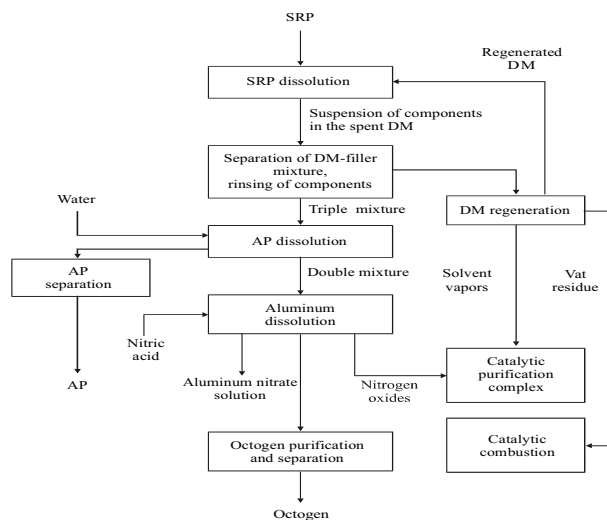 SRP
Regenerated
DM
SRP dissolution
Suspension of components
in the spent DM
Separation of DM-filler
mixture,
rinsing of components
Water
Triple mixture
DM regeneration
AP dissolution
AP
separation
Double mixture
Solvent
vapors
Vat
residue
Aluminum
dissolution
Nitric
acid
AP
Aluminum nitrate
solution
Nitrogen
oxides
Catalytic
purification
complex
Octogen purification
and separation
Catalytic
combustion
Octogen